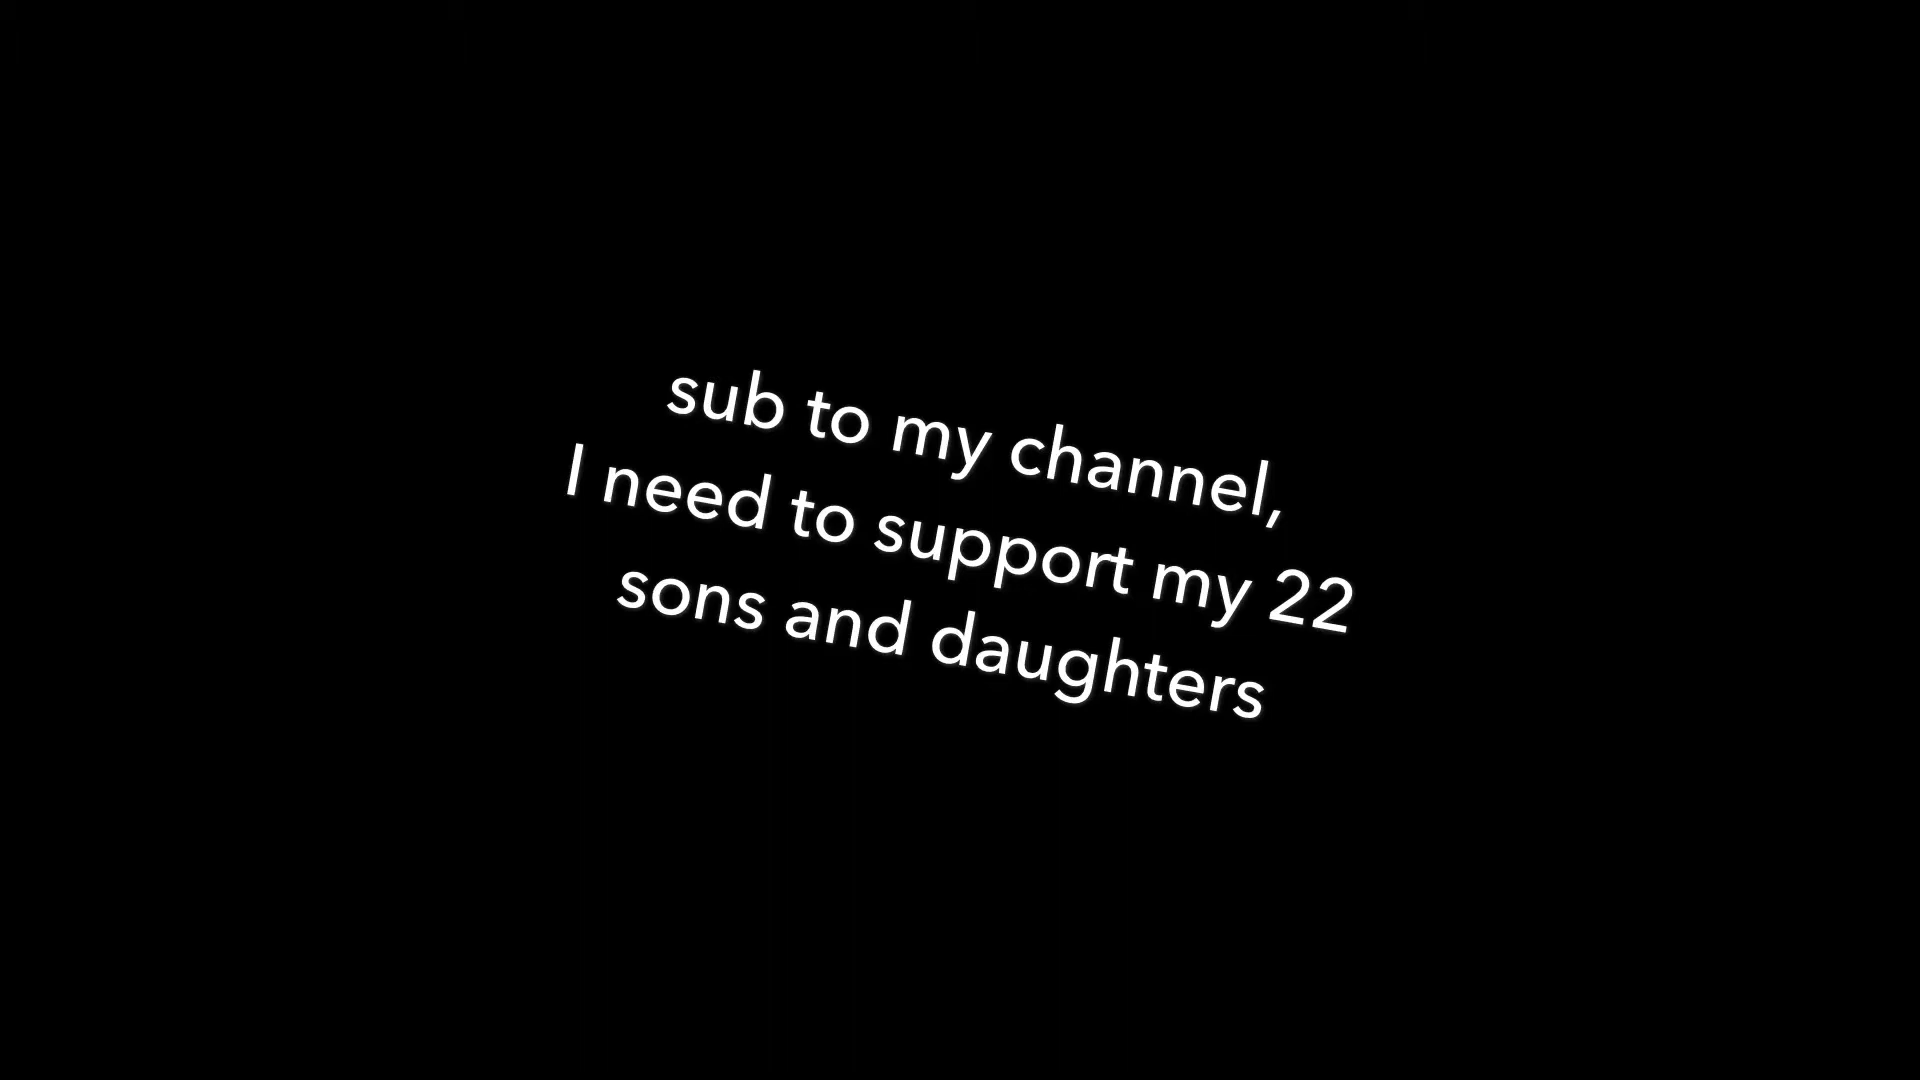 sub to my channel,
I need to support my 22
sons and daughters